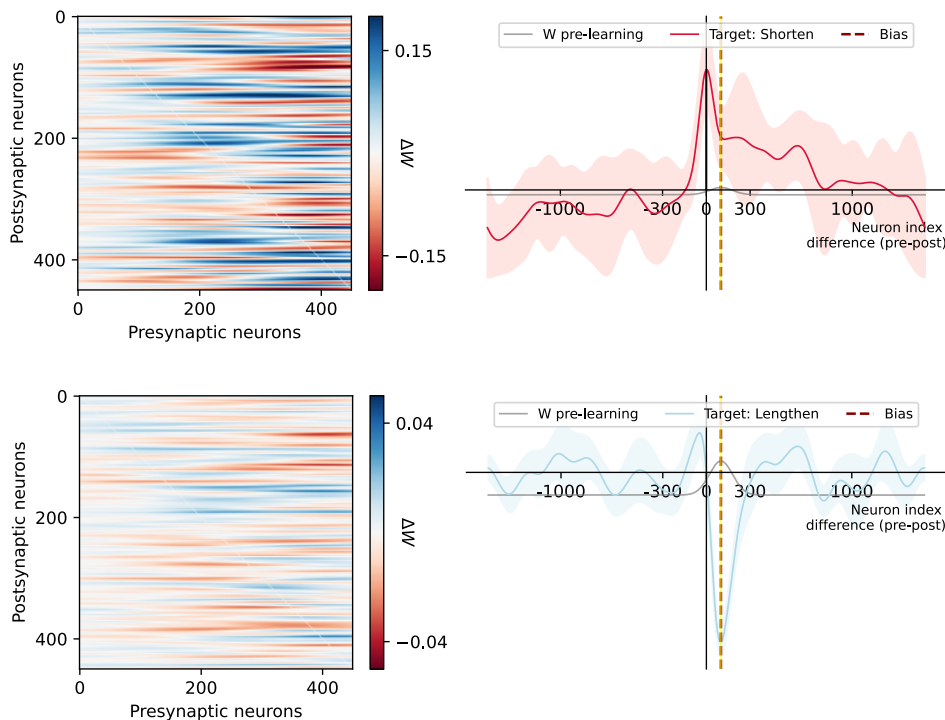 0
200
400
Postsynaptic neurons
0
200
400
Presynaptic neurons
0.15
−0.15
ΔW
W pre-learning
Target: Shorten
Bias
-1000
-300
0
300
1000
Neuron index
difference (pre-post)
0
200
400
Postsynaptic neurons
0
200
400
Presynaptic neurons
0.04
−0.04
ΔW
W pre-learning
Target: Lengthen
Bias
-1000
-300
0
300
1000
Neuron index
difference (pre-post)